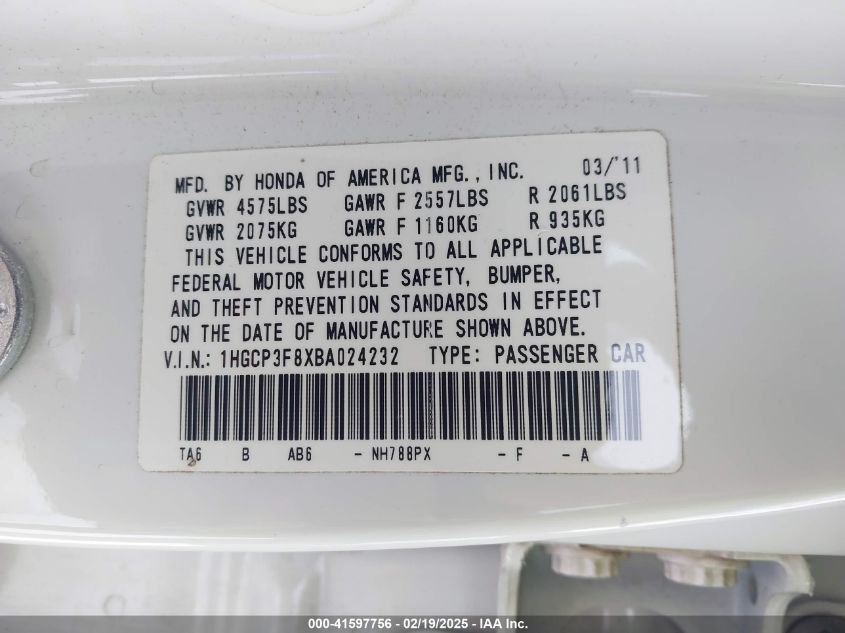 MFD. BY HONDA OF AMERICA MFG., INC. 03/'11
GVWR 4575LBS GAWR F 2557LBS R 2061LBS
GVWR 2075KG GAWR F 1160KG R 935KG
THIS VEHICLE CONFORMS TO ALL APPLICABLE
FEDERAL MOTOR VEHICLE SAFETY, BUMPER,
AND THEFT PREVENTION STANDARDS IN EFFECT
ON THE DATE OF MANUFACTURE SHOWN ABOVE.
V.I.N.: 1HGCP3F8XBA024232 TYPE: PASSENGER CAR
TA6 B AB6 - NH788PX - F - A
000-41597756 - 02/19/2025 - IAA Inc.